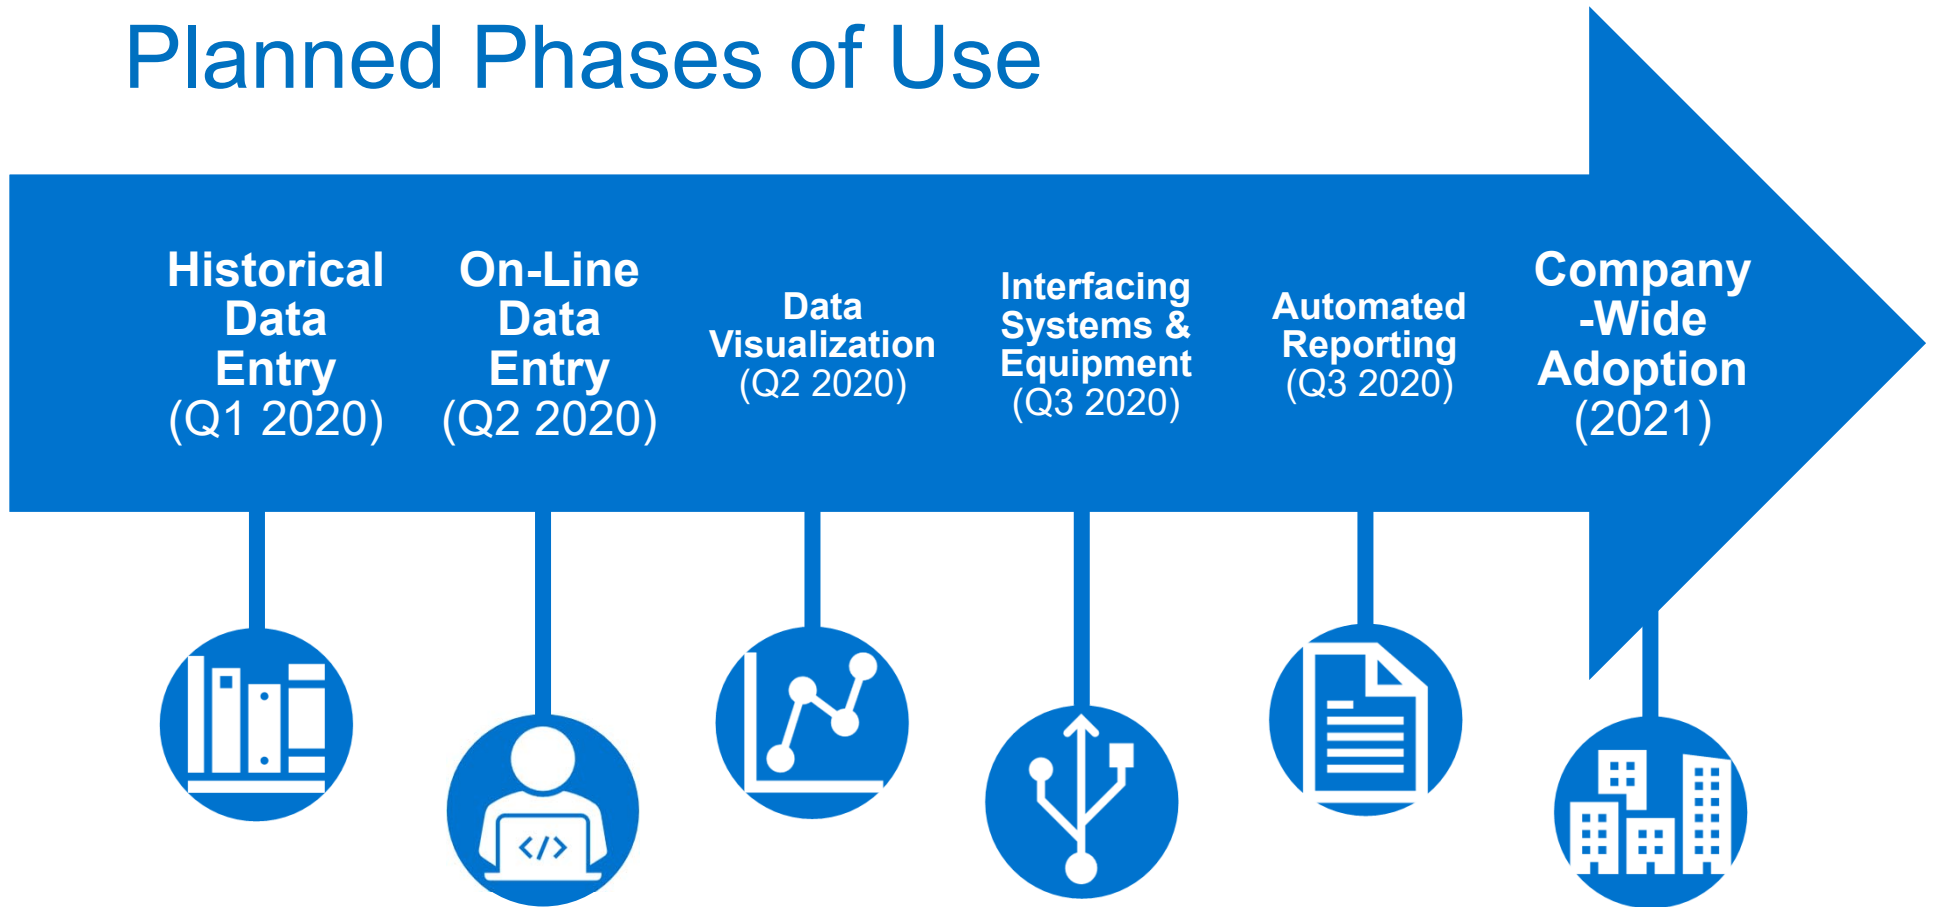 Planned Phases of Use
Historical
Data
Entry
(Q1 2020)
On-Line
Data
Entry
(Q2 2020)
Data
Visualization
(Q2 2020)
Interfacing
Systems &
Equipment
(Q3 2020)
Automated
Reporting
(Q3 2020)
Company
-Wide
Adoption
(2021)
</>